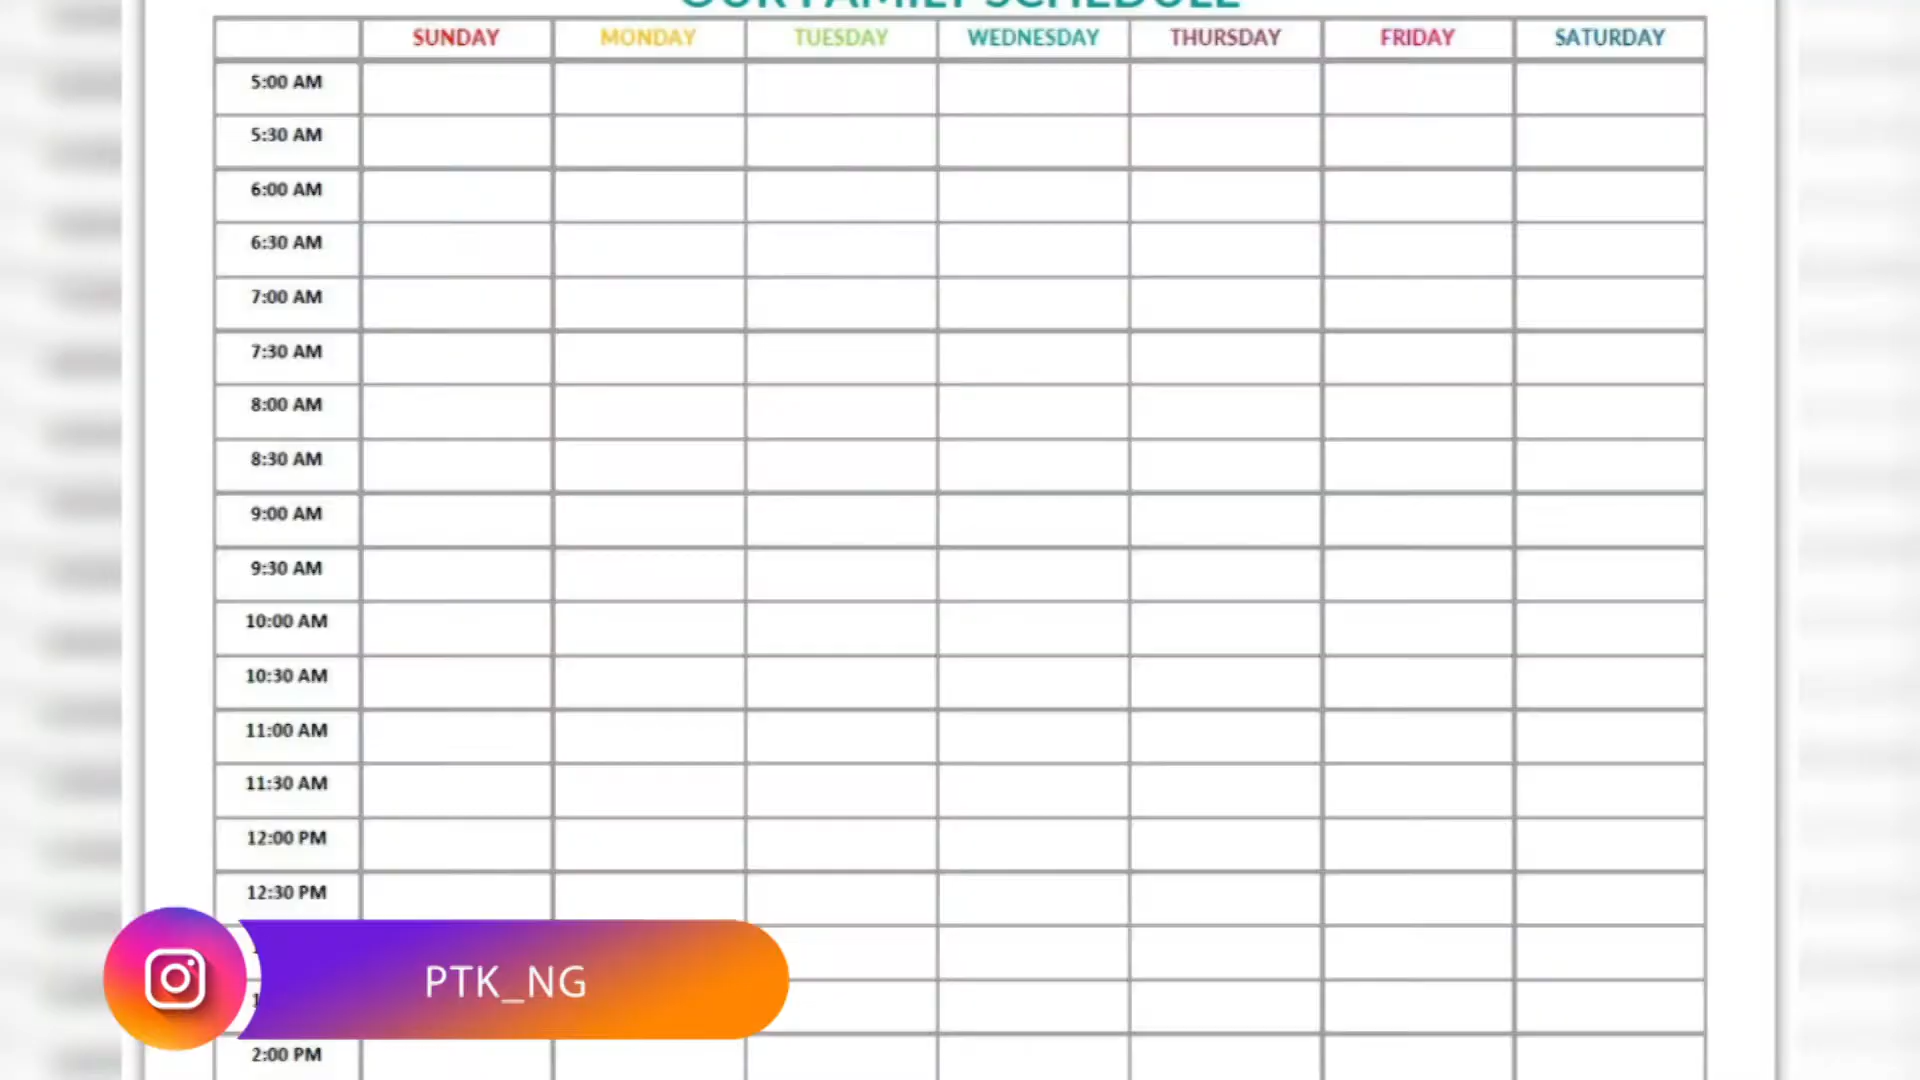 OUR FAMILY SCHEDULE
SUNDAY MONDAY TUESDAY WEDNESDAY THURSDAY FRIDAY SATURDAY
5:00 AM
5:30 AM
6:00 AM
6:30 AM
7:00 AM
7:30 AM
8:00 AM
8:30 AM
9:00 AM
9:30 AM
10:00 AM
10:30 AM
11:00 AM
11:30 AM
12:00 PM
12:30 PM
PTK_NG
2:00 PM